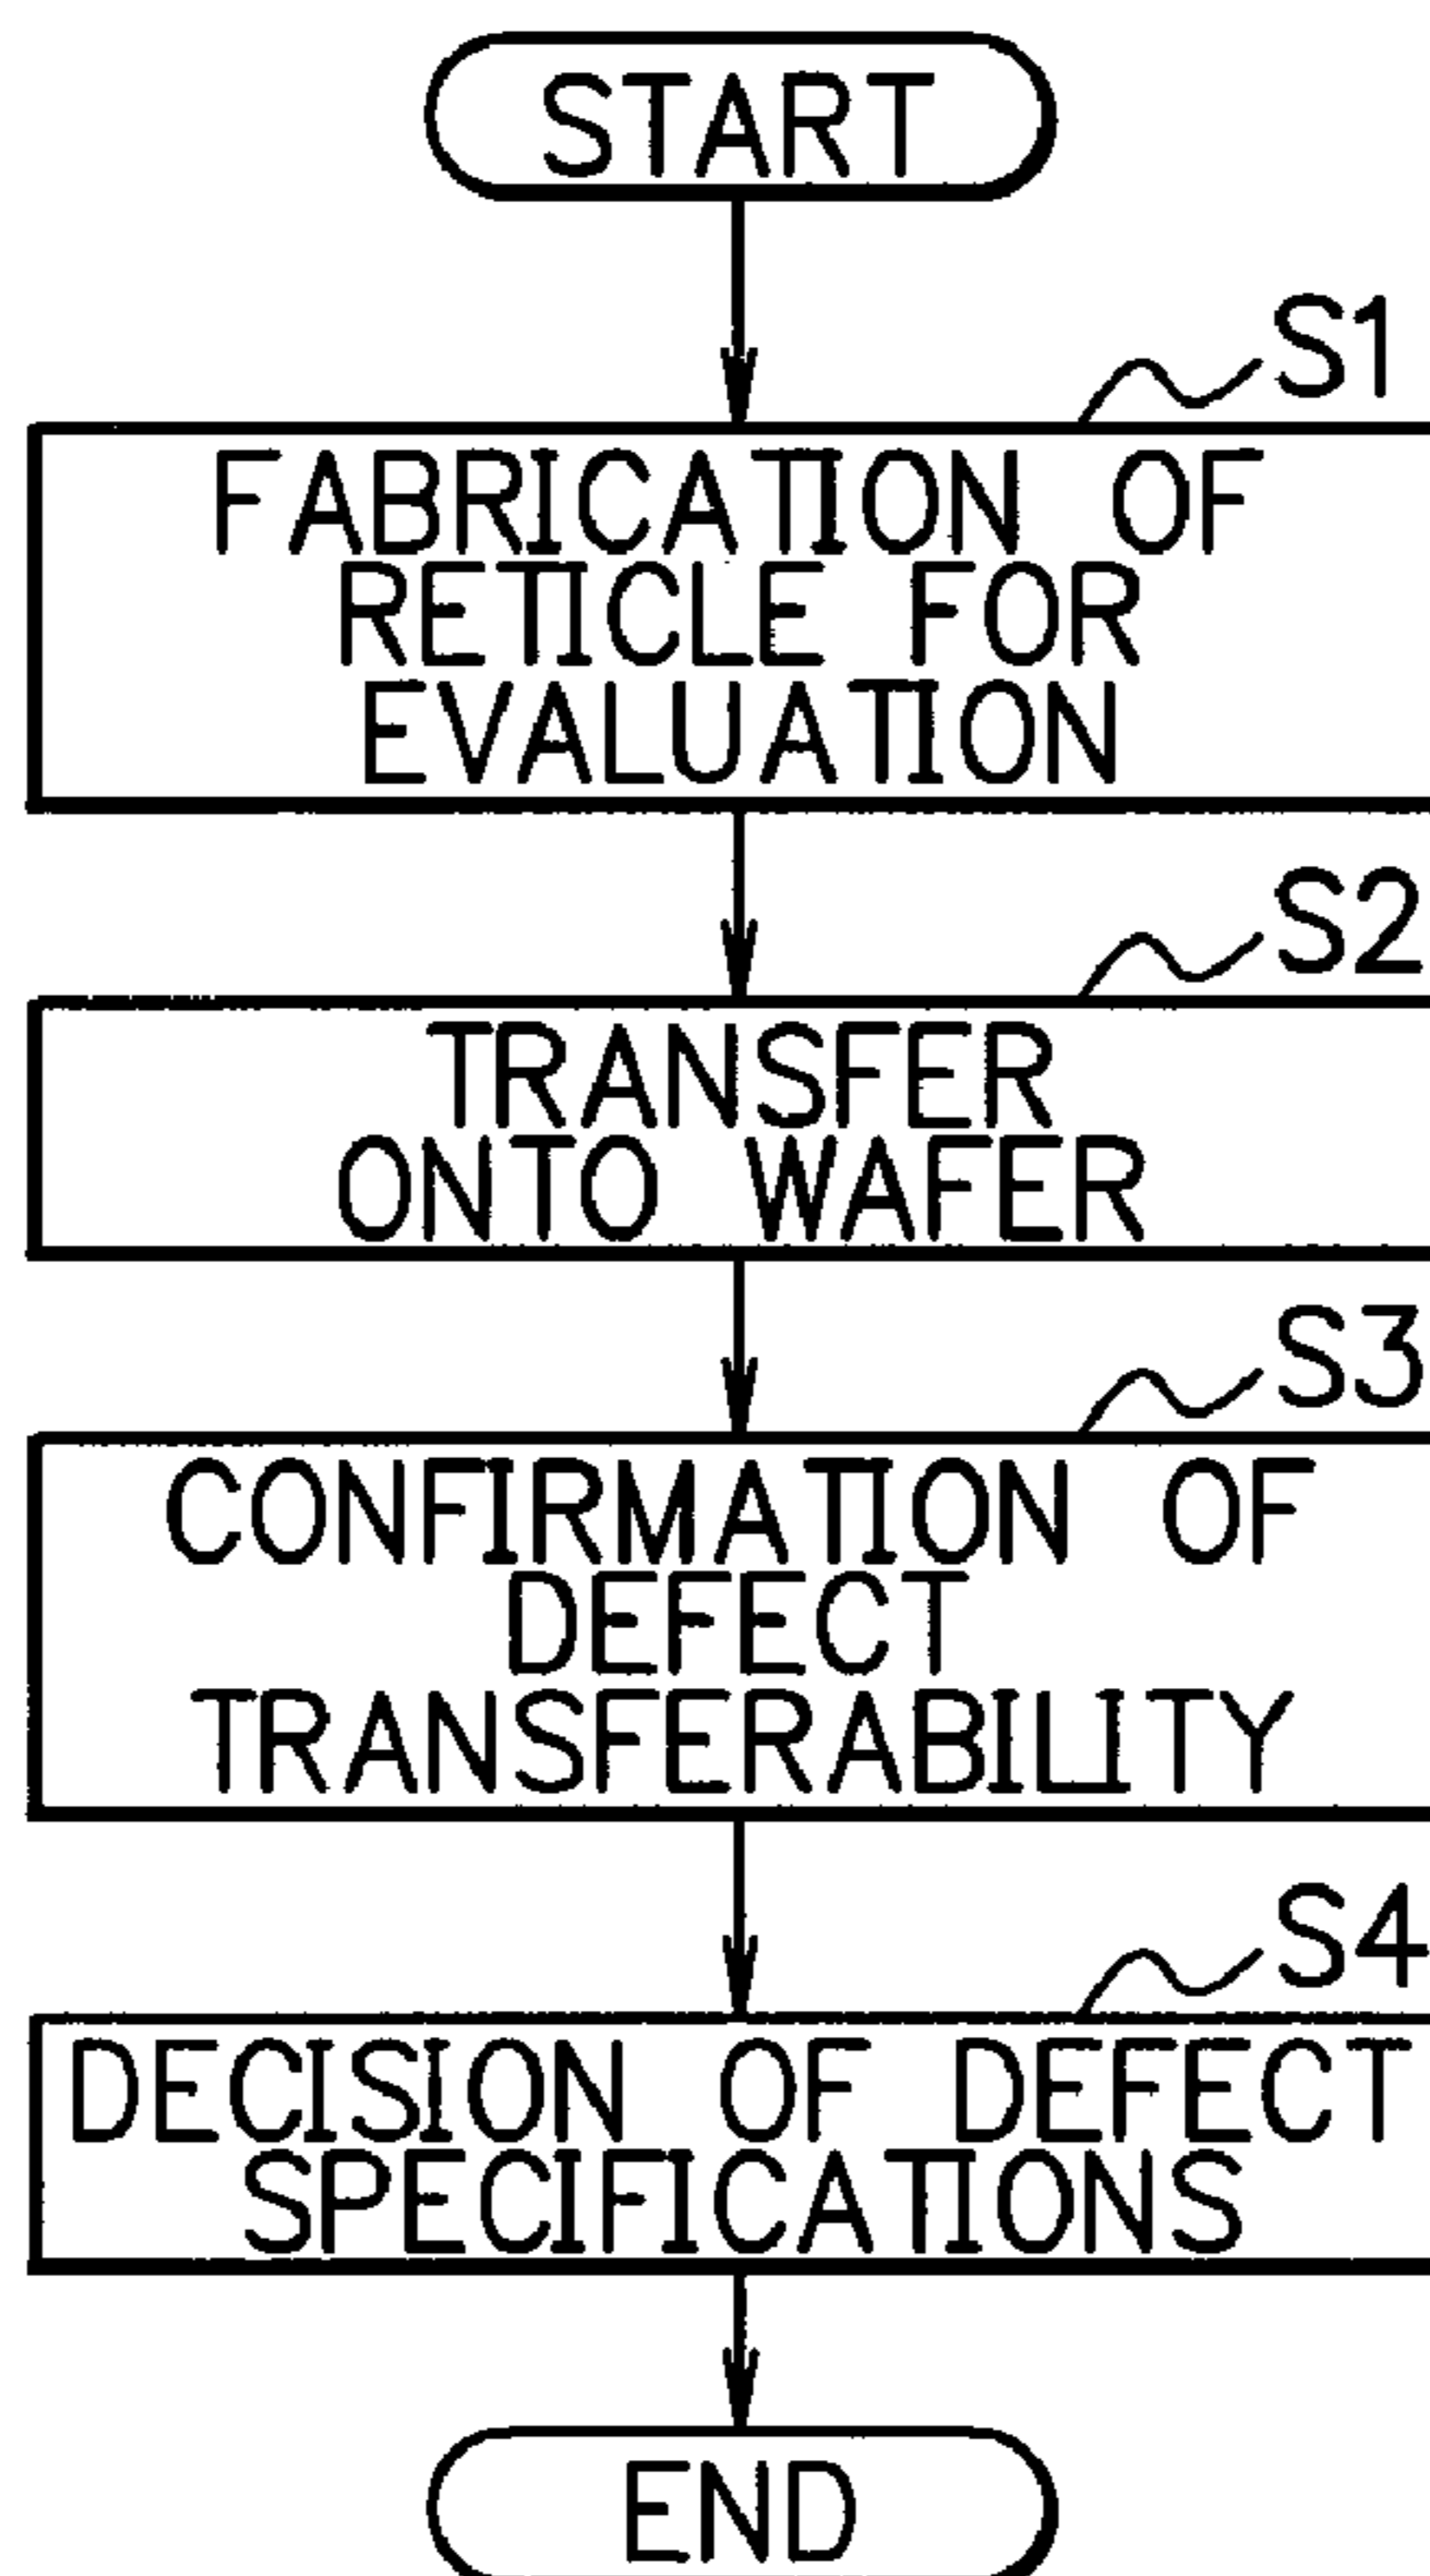 START
S1
FABRICATION OF
RETICLE FOR
EVALUATION
S2
TRANSFER
ONTO WAFER
S3
CONFIRMATION OF
DEFECT
TRANSFERABILITY
S4
DECISION OF DEFECT
SPECIFICATIONS
END